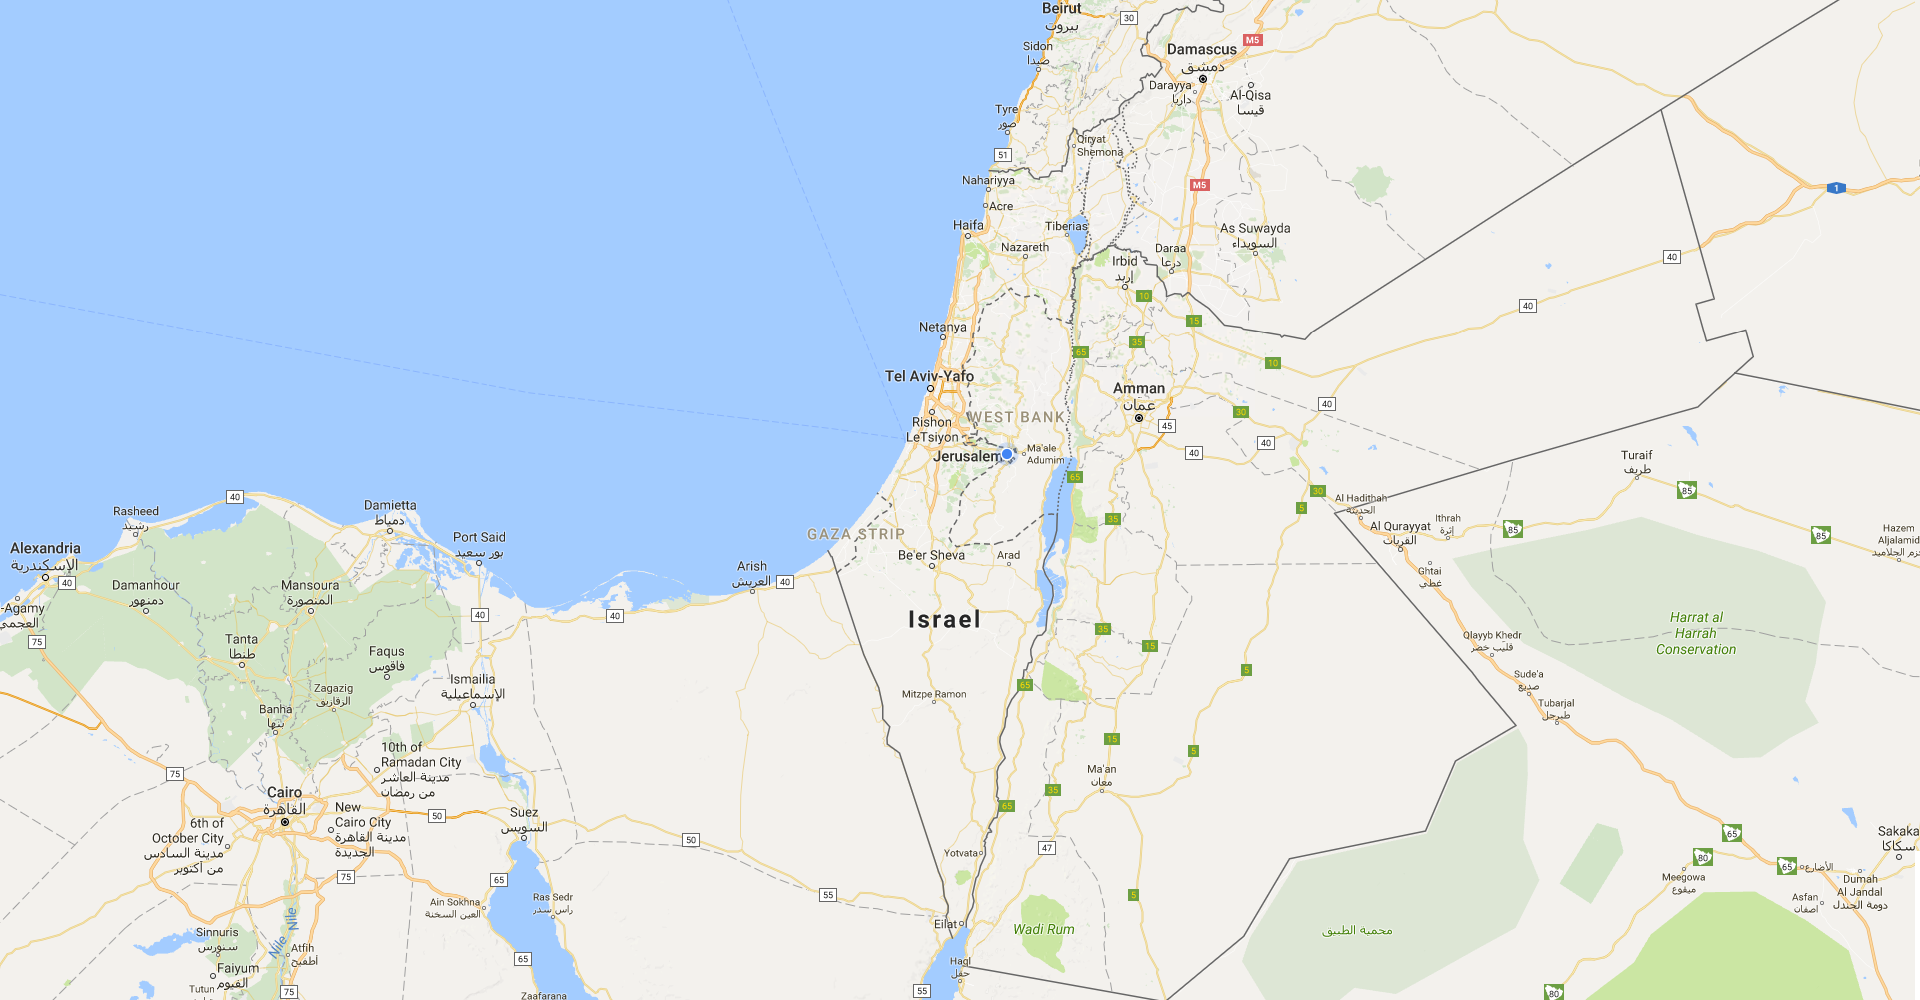 Beirut
بيروت
30
Sidon
صيدا
Damascus
دمشق
M5
Darayya
داريا
Al-Qisa
قيسا
Tyre
صور
Qiryat
Shemona
51
Nahariyya
M5
1
Acre
Haifa
Tiberias
As Suwayda
السويداء
Nazareth
Daraa
درعا
40
Irbid
إربد
10
40
15
Netanya
35
65
10
Tel Aviv-Yafo
Amman
عمان
40
30
WEST BANK
Rishon
LeTsiyon
45
40
Jerusalem
Ma'ale
Adumim
40
Turaif
طريف
65
85
30
Al Hadithah
الحديثة
5
40
Rasheed
رشيد
Damietta
دمياط
35
Ithrah
إثرة
Al Qurayyat
القريات
85
85
Hazem
Aljalamid
حزم الجلاميد
GAZA STRIP
Port Said
بور سعيد
Alexandria
الإسكندرية
40
Be'er Sheva
Arad
Arish
العريش
40
Ghtai
غطي
Damanhour
دمنهور
Mansoura
المنصورة
-Agamy
العجمي
40
40
Israel
75
Tanta
طنطا
Faqus
فاقوس
35
15
Qlayyb Khedr
قليب خضر
Harrat al
Harrah
Conservation
5
Ismailia
الإسماعيلية
Zagazig
الزقازيق
Mitzpe Ramon
65
Sude'a
صديع
Banha
بنها
Tubarjal
طبرجل
15
5
10th of
Ramadan City
مدينة العاشر
من رمضان
75
Ma'an
معان
Cairo
القاهرة
35
65
New
Cairo City
مدينة القاهرة
الجديدة
50
Suez
السويس
6th of
October City
مدينة السادس
من أكتوبر
50
47
Yotvata
65
80
65
الأضارع
Sakaka
سكاكا
75
65
Meegowa
ميقوع
Dumah
Al Jandal
دومة الجندل
55
5
Ain Sokhna
العين السخنة
Ras Sedr
راس سدر
Asfan
اصفان
Nile
Nile
Eilat
Wadi Rum
محمية الطبيق
Sinnuris
سنورس
Atfih
أطفيح
65
Haql
حقل
Faiyum
الفيوم
Tutun
75
Zaafarana
55
80